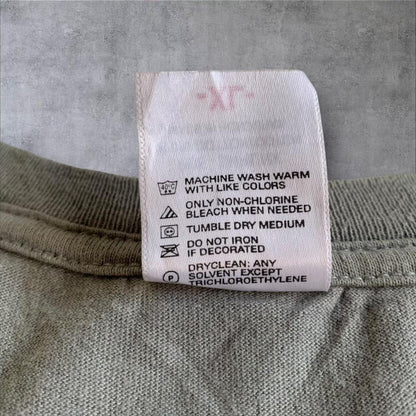 40°C
MACHINE WASH WARM
WITH LIKE COLORS
ONLY NON-CHLORINE
BLEACH WHEN NEEDED
TUMBLE DRY MEDIUM
DO NOT IRON
IF DECORATED
P
DRYCLEAN: ANY
SOLVENT EXCEPT
TRICHLOROETHYLENE